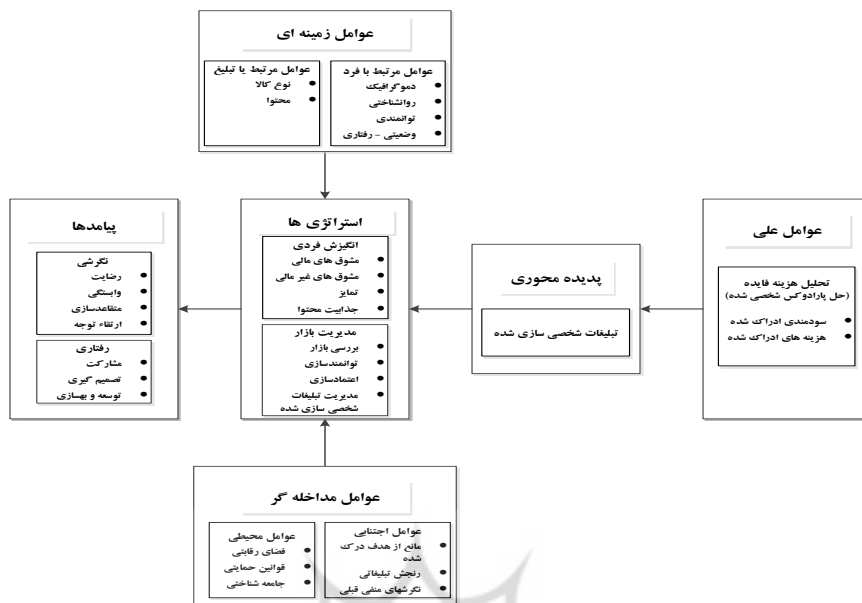 عوامل زمینه ای
عوامل مرتبط با فرد
دموگرافیک
روانشناختی
توانمندی
وضعیتی - رفتاری
عوامل مرتبط یا تبلیغ
نوع کالا
محتوا
عوامل علی
تحلیل هزینه فایده
(حل پارادوکس شخصی شده)
سودمندی ادراک شده
هزینه های ادراک شده
پدیده محوری
تبلیغات شخصی سازی شده
استراتژی ها
انگیزش فردی
مشوق های مالی
مشوق های غیر مالی
تمایز
جذابیت محتوا
مدیریت بازار
بررسی بازار
توانمندسازی
اعتمادسازی
مدیریت تبلیغات
شخصی سازی شده
پیامدها
نگرشی
رضایت
وابستگی
متقاعدسازی
ارتقاء توجه
رفتاری
مشارکت
تصمیم گیری
توسعه و بهسازی
عوامل مداخله گر
عوامل اجتنابی
مانع از هدف درک
شده
رنجش تبلیغاتی
نگرشهای منفی قبلی
عوامل محیطی
فضای رقابتی
قوانین حمایتی
جامعه شناختی